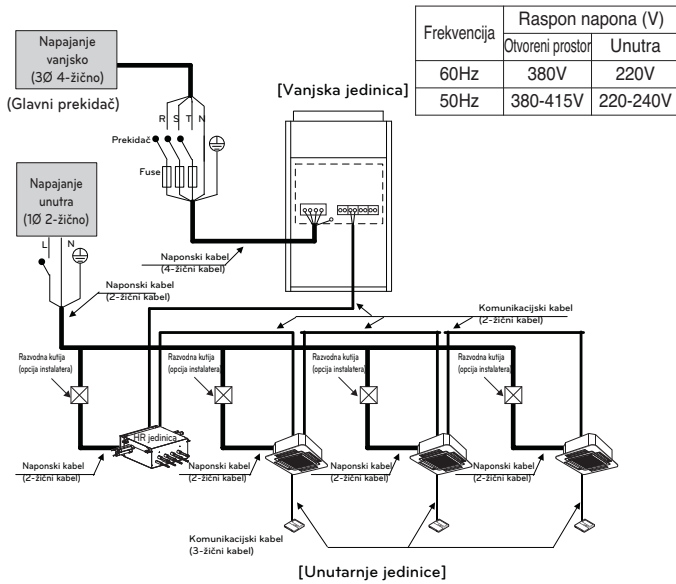 Napajanje
vanjsko
(3Ø 4-žično)
(Glavni prekidač)
[Vanjska jedinica]
Frekvencija
Raspon napona (V)
Otvoreni prostor
Unutra
60Hz
380V
220V
50Hz
380-415V
220-240V
R S T N
Prekidač
Fuse
Napajanje
unutra
(1Ø 2-žično)
L N
Naponski kabel
(4-žični kabel)
Naponski kabel
(2-žični kabel)
Komunikacijski kabel
(2-žični kabel)
Razvodna kutija
(opcija instalatera)
Razvodna kutija
(opcija instalatera)
Razvodna kutija
(opcija instalatera)
Razvodna kutija
(opcija instalatera)
HR jedinica
Naponski kabel
(2-žični kabel)
Naponski kabel
(2-žični kabel)
Naponski kabel
(2-žični kabel)
Naponski kabel
(2-žični kabel)
Komunikacijski kabel
(3-žični kabel)
[Unutarnje jedinice]